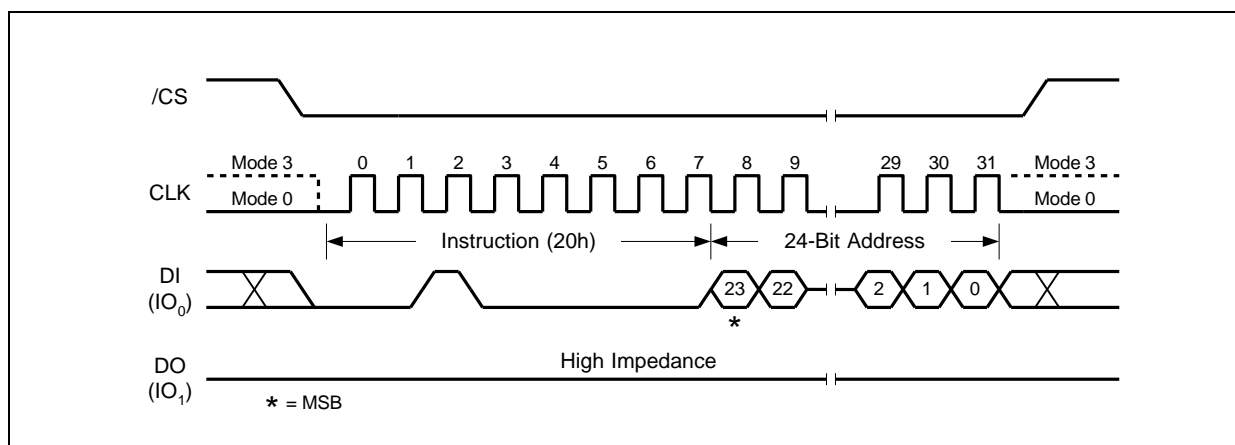 /CS
Mode 3 0 1 2 3 4 5 6 7 8 9 29 30 31 Mode 3
CLK
Mode 0 Mode 0
Instruction (20h) 24-Bit Address
DI
(IO0)
23 22 2 1 0
*
High Impedance
DO
(IO1)
* = MSB